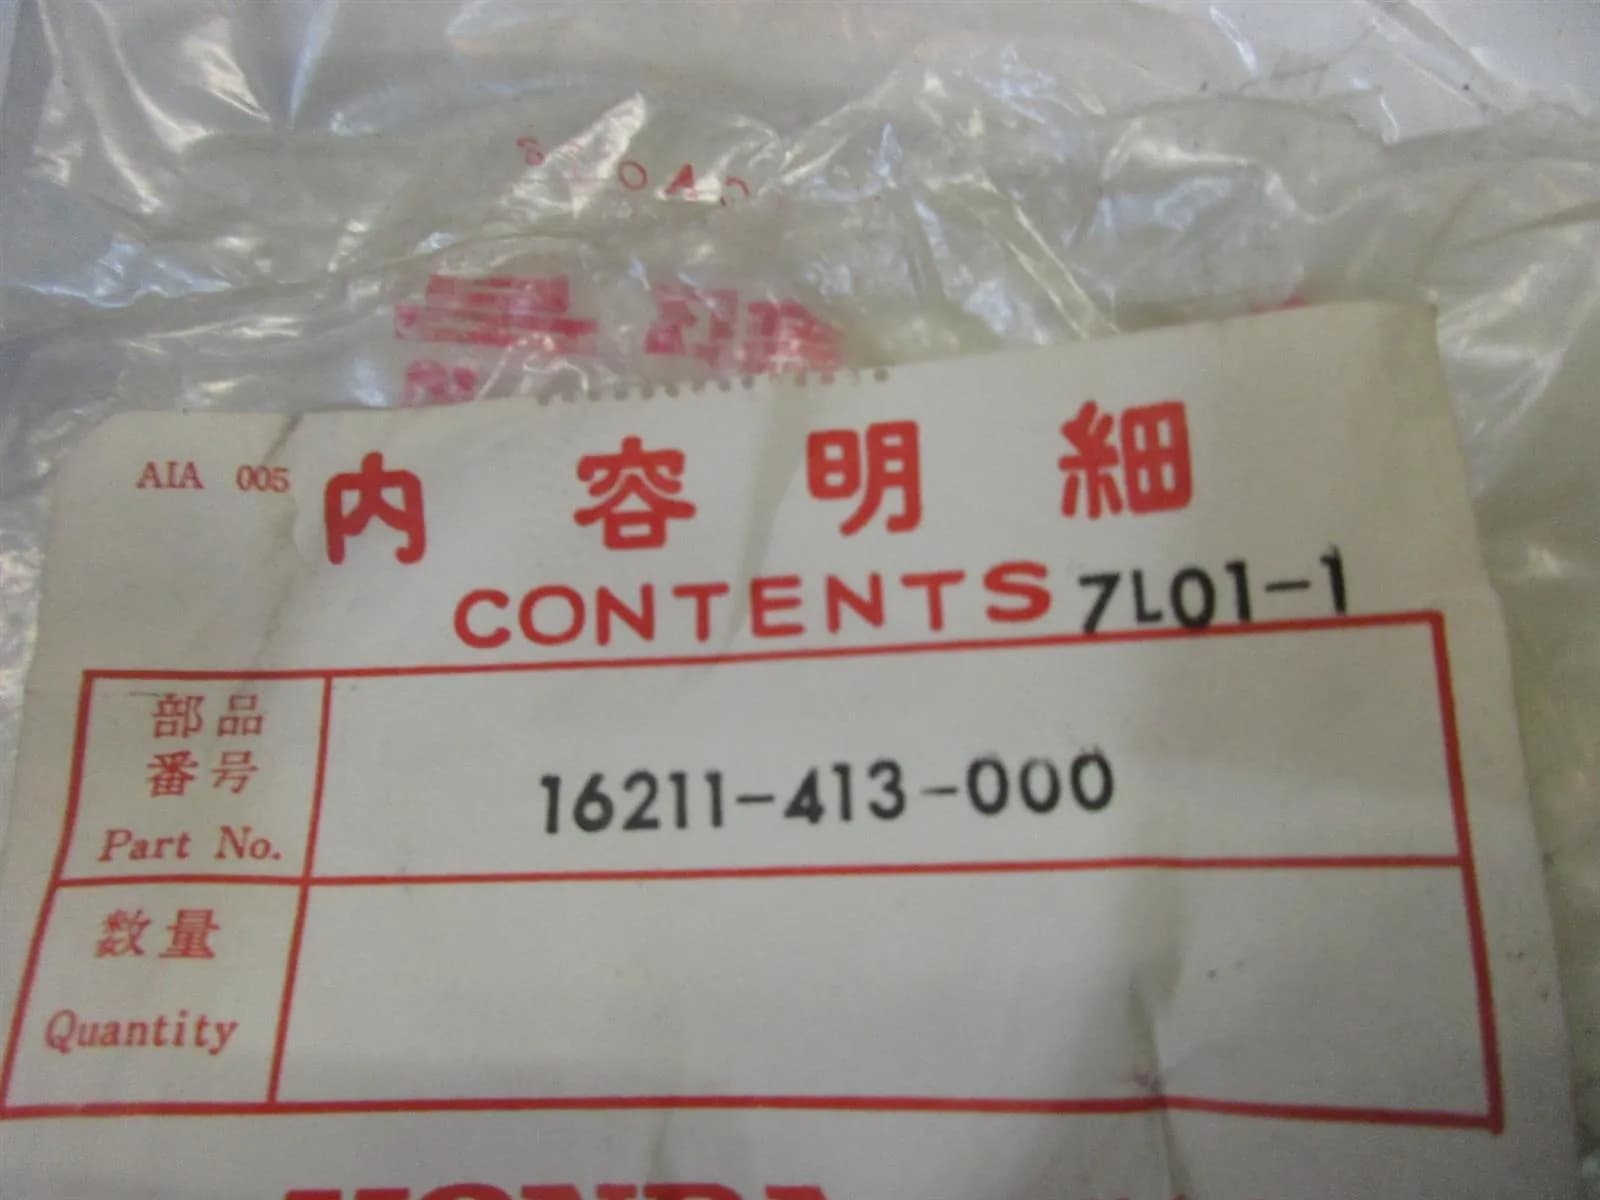 AIA 005
内容明細
CONTENTS 7L01-1
部品
番号
Part No.
16211-413-000
数量
Quantity
HONDA